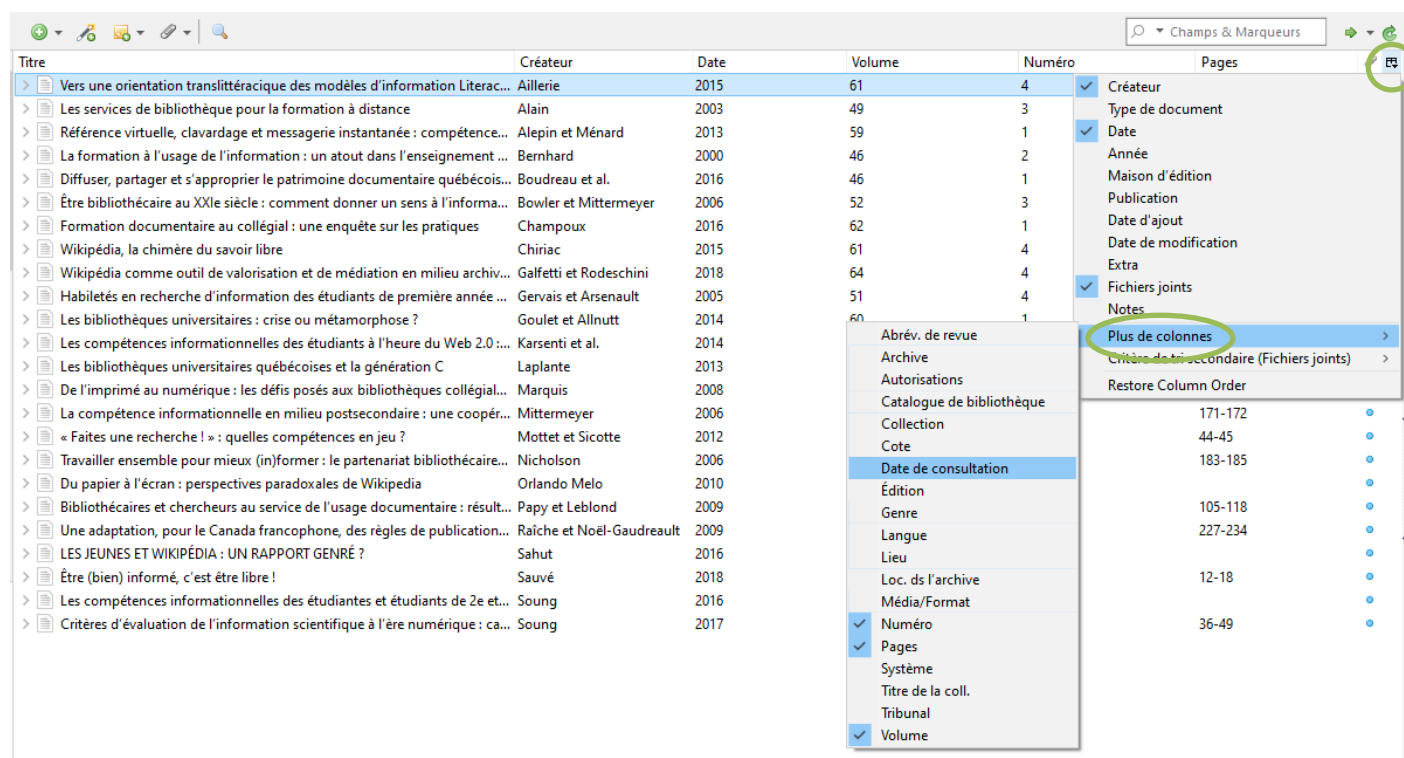 Champs & Marqueurs
Titre Créateur Date Volume Numéro Pages
Vers une orientation translittéracique des modèles d'information Literac... Aillerie 2015 61 4
Les services de bibliothèque pour la formation à distance Alain 2003 49 3
Référence virtuelle, clavardage et messagerie instantanée : compétence... Alepin et Ménard 2013 59 1
La formation à l'usage de l'information : un atout dans l'enseignement ... Bernhard 2000 46 2
Diffuser, partager et s'approprier le patrimoine documentaire québécois... Boudreau et al. 2016 46 1
Être bibliothécaire au XXIe siècle : comment donner un sens à l'informa... Bowler et Mittermeyer 2006 52 3
Formation documentaire au collégial : une enquête sur les pratiques Champoux 2016 62 1
Wikipédia, la chimère du savoir libre Chiriac 2015 61 4
Wikipédia comme outil de valorisation et de médiation en milieu archiv... Galfetti et Rodeschini 2018 64 4
Habiletés en recherche d'information des étudiants de première année ... Gervais et Arsenault 2005 51 4
Les bibliothèques universitaires : crise ou métamorphose ? Goulet et Allnutt 2014 60 1
Les compétences informationnelles des étudiants à l'heure du Web 2.0 :... Karsenti et al. 2014
Les bibliothèques universitaires québécoises et la génération C Laplante 2013
De l'imprimé au numérique : les défis posés aux bibliothèques collégial... Marquis 2008
La compétence informationnelle en milieu postsecondaire : une coopér... Mittermeyer 2006 171-172
« Faites une recherche ! » : quelles compétences en jeu ? Mottet et Sicotte 2012 44-45
Travailler ensemble pour mieux (in)former : le partenariat bibliothécaire... Nicholson 2006 183-185
Du papier à l'écran : perspectives paradoxales de Wikipedia Orlando Melo 2010
Bibliothécaires et chercheurs au service de l'usage documentaire : résult... Papy et Leblond 2009 105-118
Une adaptation, pour le Canada francophone, des règles de publication... Raîche et Noël-Gaudreault 2009 227-234
LES JEUNES ET WIKIPÉDIA : UN RAPPORT GENRÉ ? Sahut 2016
Être (bien) informé, c'est être libre ! Sauvé 2018 12-18
Les compétences informationnelles des étudiantes et étudiants de 2e et... Soung 2016
Critères d'évaluation de l'information scientifique à l'ère numérique : ca... Soung 2017 36-49
Créateur
Type de document
Date
Année
Maison d'édition
Publication
Date d'ajout
Date de modification
Extra
Fichiers joints
Notes
Plus de colonnes
Critère de tri secondaire (Fichiers joints)
Restore Column Order
Abrév. de revue
Archive
Autorisations
Catalogue de bibliothèque
Collection
Cote
Date de consultation
Édition
Genre
Langue
Lieu
Loc. ds l'archive
Média/Format
Numéro
Pages
Système
Titre de la coll.
Tribunal
Volume